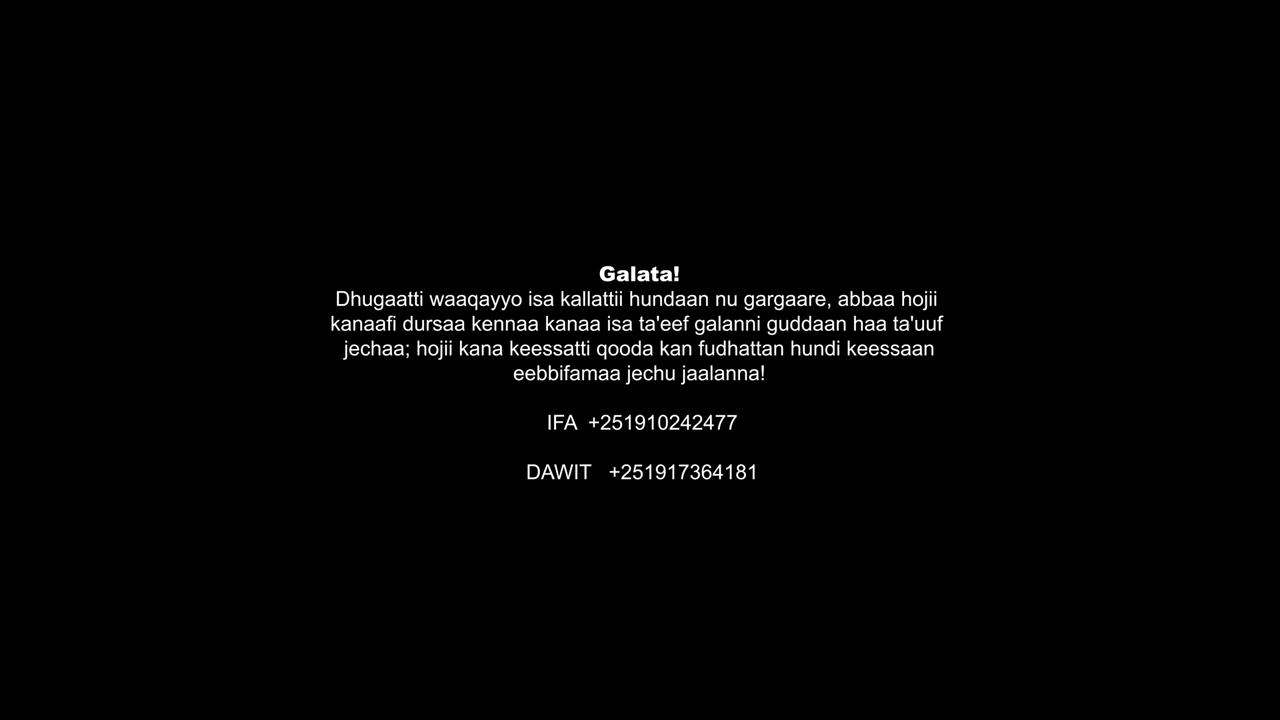 Galata!
Dhugaatti waaqayyo isa kallattii hundaan nu gargaare, abbaa hojii
kanaafi dursaa kennaa kanaa isa ta'eef galanni guddaan haa ta'uuf
jechaa; hojii kana keessatti qooda kan fudhattan hundi keessaan
eebbifamaa jechu jaalanna!
IFA +251910242477
DAWIT +251917364181